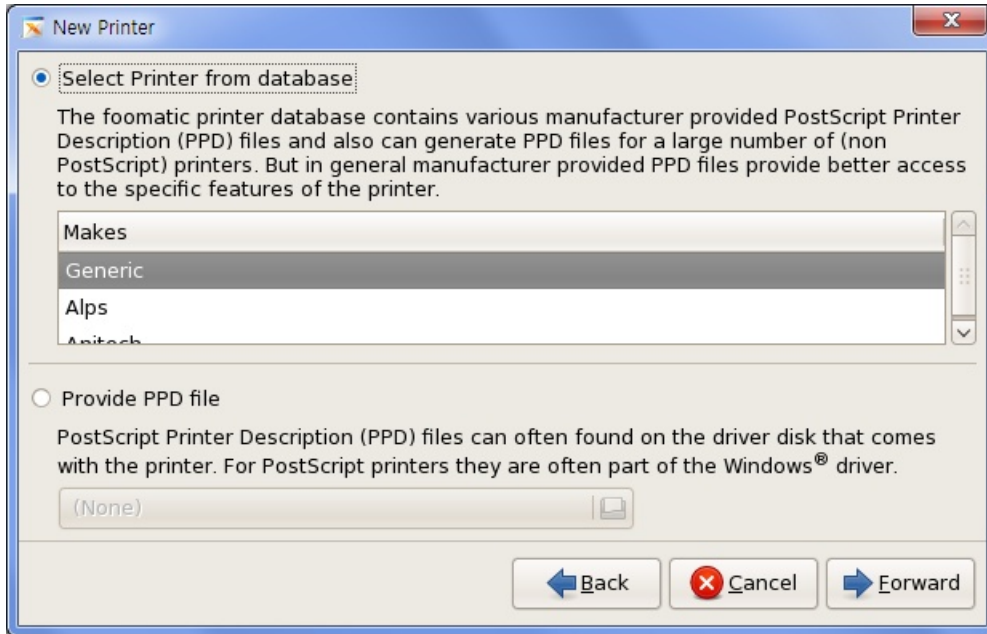 New Printer
Select Printer from database
The foomatic printer database contains various manufacturer provided PostScript Printer
Description (PPD) files and also can generate PPD files for a large number of (non
PostScript) printers. But in general manufacturer provided PPD files provide better access
to the specific features of the printer.
Makes
Generic
Alps
Apitech
Provide PPD file
PostScript Printer Description (PPD) files can often found on the driver disk that comes
with the printer. For PostScript printers they are often part of the Windows® driver.
(None)
Back
Cancel
Forward